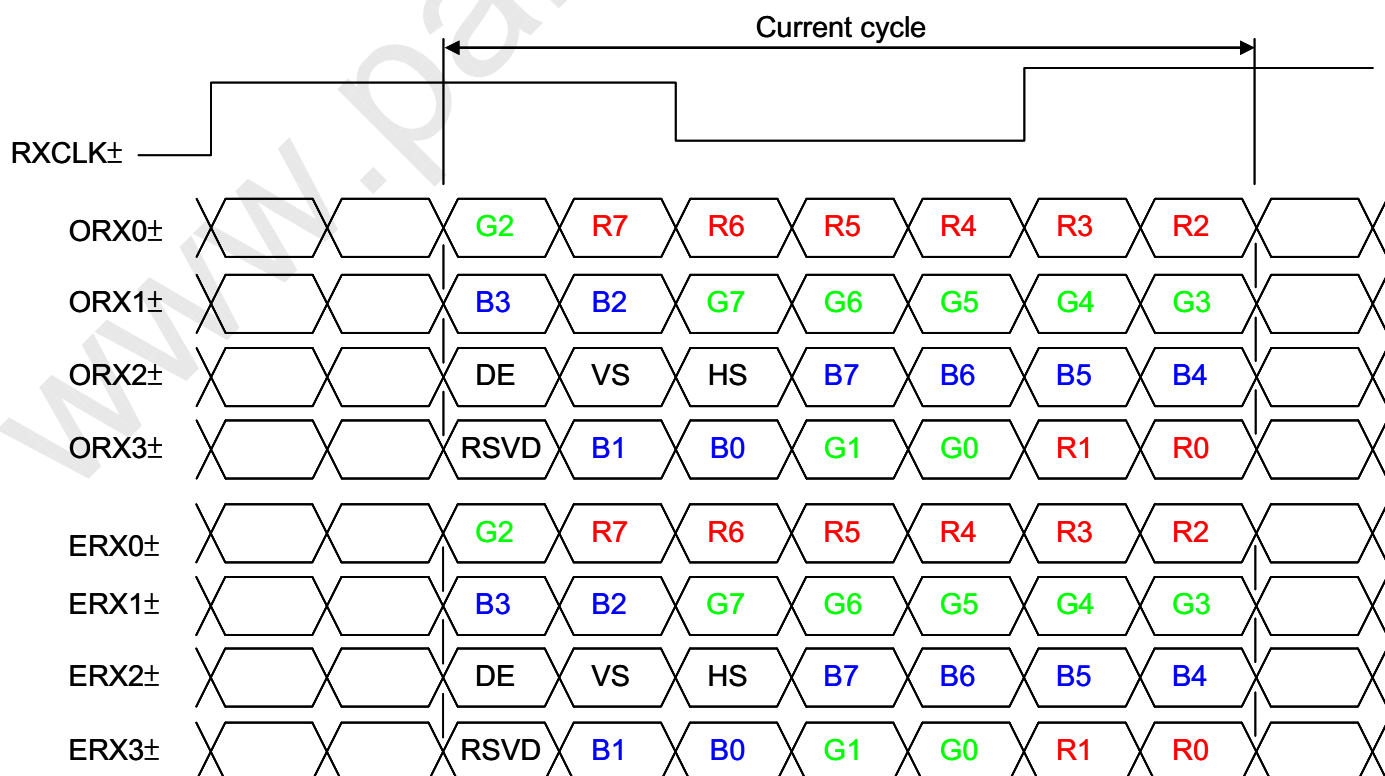 Current cycle
RXCLK±
ORX0± G2 R7 R6 R5 R4 R3 R2
ORX1± B3 B2 G7 G6 G5 G4 G3
ORX2± DE VS HS B7 B6 B5 B4
ORX3± RSVD B1 B0 G1 G0 R1 R0
ERX0± G2 R7 R6 R5 R4 R3 R2
ERX1± B3 B2 G7 G6 G5 G4 G3
ERX2± DE VS HS B7 B6 B5 B4
ERX3± RSVD B1 B0 G1 G0 R1 R0
www.pa